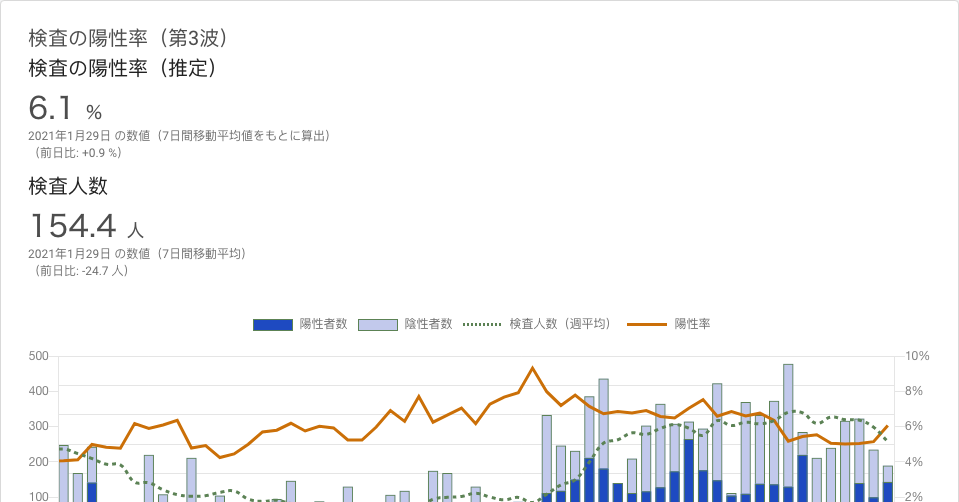 検査の陽性率（第3波）
検査の陽性率（推定）
6.1 %
2021年1月29日 の数値（7日間移動平均値をもとに算出）
（前日比: +0.9 %）
検査人数
154.4 人
2021年1月29日 の数値（7日間移動平均）
（前日比: -24.7 人）
陽性者数 陰性者数 検査人数（週平均） 陽性率
500 10%
400 8%
300 6%
200 4%
100 2%